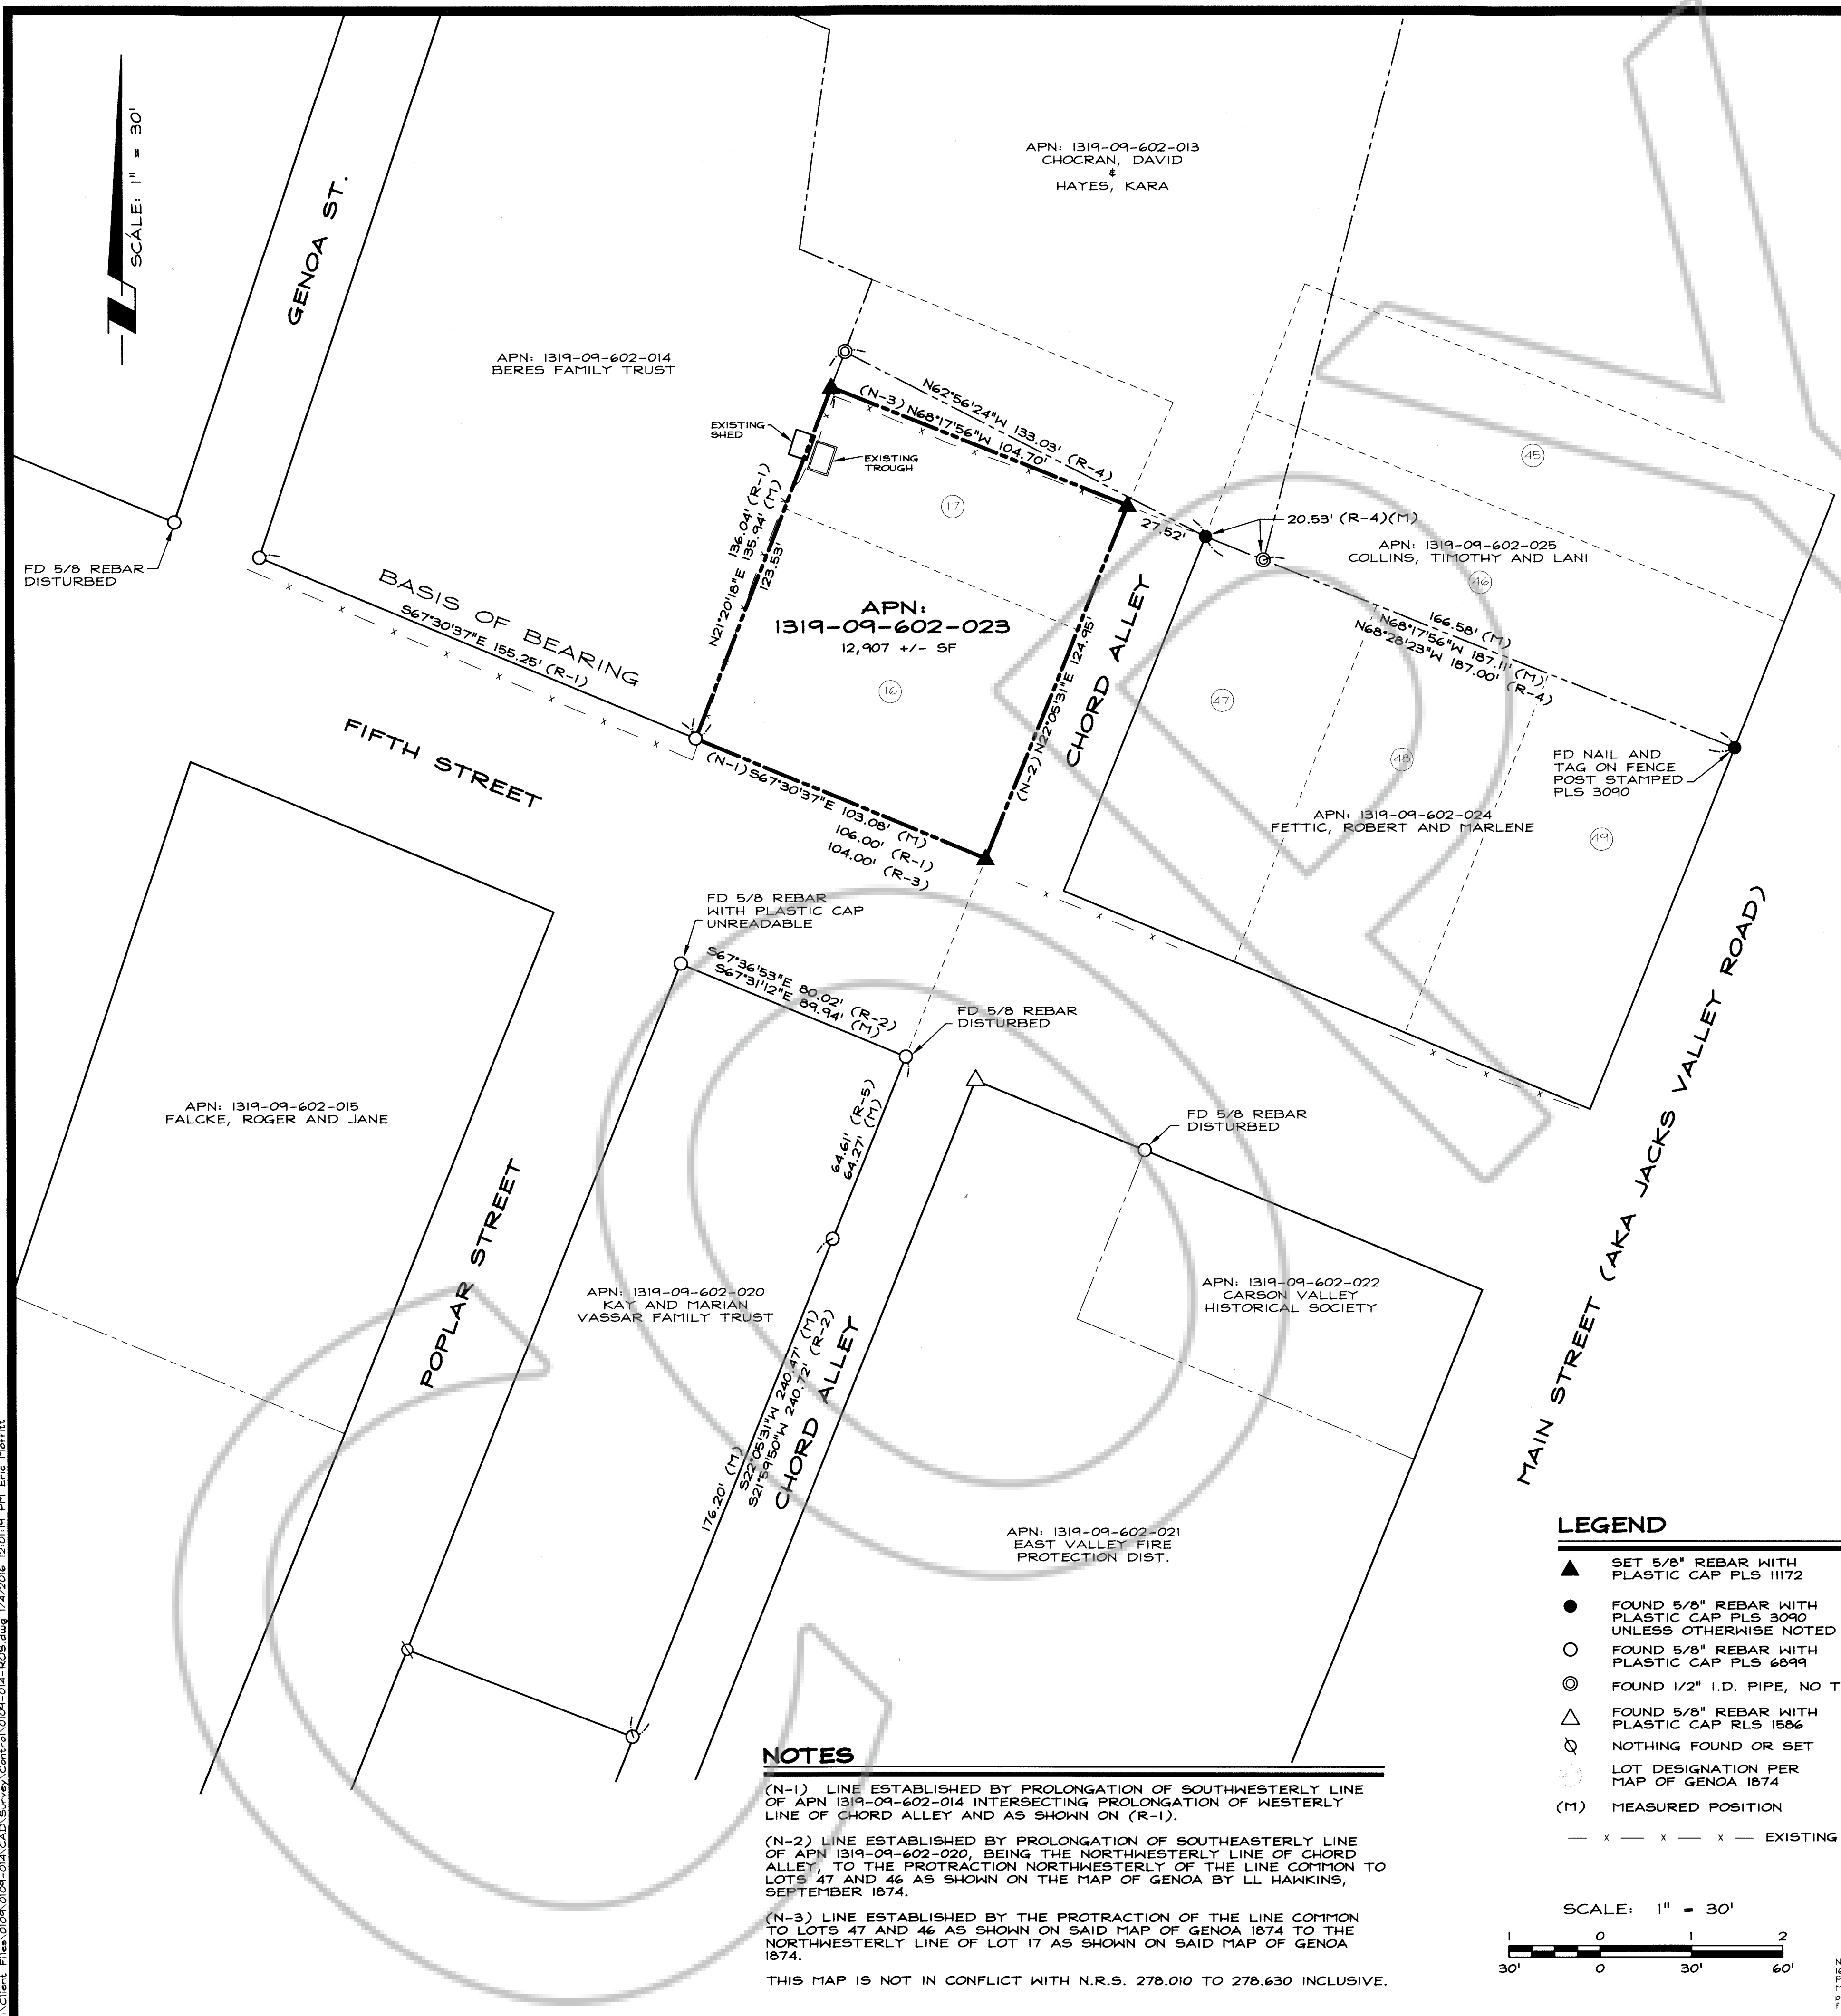 SCALE: 1" = 30'
GENOA ST.
APN: 1319-09-602-013
CHOCRAN, DAVID
&
HAYES, KARA
APN: 1319-09-602-014
BERES FAMILY TRUST
EXISTING
SHED
EXISTING
TROUGH
N62°56'24"W 133.03' (R-4)
(N-3) N68°17'56"W 104.70'
N21°20'18"E 136.04' (R-1)
135.94' (M)
123.53'
17
27.52'
20.53' (R-4)(M)
45
APN: 1319-09-602-025
COLLINS, TIMOTHY AND LANI
46
FD 5/8 REBAR
DISTURBED
BASIS OF BEARING
S67°30'37"E 155.25' (R-1)
FIFTH STREET
APN:
1319-09-602-023
12,907 +/- SF
16
(N-2) N22°05'31"E 124.95'
CHORD ALLEY
166.58' (M)
N68°17'56"W 187.11' (M)
N68°28'23"W 187.00' (R-4)
47
48
49
FD NAIL AND
TAG ON FENCE
POST STAMPED
PLS 3090
APN: 1319-09-602-024
FETTIC, ROBERT AND MARLENE
(N-1) S67°30'37"E 103.08' (M)
106.00' (R-1)
104.00' (R-3)
FD 5/8 REBAR
WITH PLASTIC CAP
UNREADABLE
S67°36'53"E 80.02' (R-2)
S67°31'12"E 89.94' (M)
FD 5/8 REBAR
DISTURBED
64.61' (R-5)
64.27' (M)
FD 5/8 REBAR
DISTURBED
APN: 1319-09-602-015
FALCKE, ROGER AND JANE
POPLAR STREET
APN: 1319-09-602-020
KAY AND MARIAN
VASSAR FAMILY TRUST
176.20' (M)
S22°05'31"W 240.47' (M)
S21°59'50"W 240.72' (R-2)
CHORD ALLEY
APN: 1319-09-602-022
CARSON VALLEY
HISTORICAL SOCIETY
APN: 1319-09-602-021
EAST VALLEY FIRE
PROTECTION DIST.
MAIN STREET (AKA JACKS VALLEY ROAD)
LEGEND
SET 5/8" REBAR WITH
PLASTIC CAP PLS 11172
FOUND 5/8" REBAR WITH
PLASTIC CAP PLS 3090
UNLESS OTHERWISE NOTED
FOUND 5/8" REBAR WITH
PLASTIC CAP PLS 6899
FOUND 1/2" I.D. PIPE, NO T
FOUND 5/8" REBAR WITH
PLASTIC CAP RLS 1586
NOTHING FOUND OR SET
LOT DESIGNATION PER
MAP OF GENOA 1874
(M) MEASURED POSITION
— x — x — x — EXISTING
SCALE: 1" = 30'
1 0 1 2
30' 0 30' 60'
NOTES
(N-1) LINE ESTABLISHED BY PROLONGATION OF SOUTHWESTERLY LINE
OF APN 1319-09-602-014 INTERSECTING PROLONGATION OF WESTERLY
LINE OF CHORD ALLEY AND AS SHOWN ON (R-1).
(N-2) LINE ESTABLISHED BY PROLONGATION OF SOUTHEASTERLY LINE
OF APN 1319-09-602-020, BEING THE NORTHWESTERLY LINE OF CHORD
ALLEY, TO THE PROTRACTION NORTHWESTERLY OF THE LINE COMMON TO
LOTS 47 AND 46 AS SHOWN ON THE MAP OF GENOA BY LL HAWKINS,
SEPTEMBER 1874.
(N-3) LINE ESTABLISHED BY THE PROTRACTION OF THE LINE COMMON
TO LOTS 47 AND 46 AS SHOWN ON SAID MAP OF GENOA 1874 TO THE
NORTHWESTERLY LINE OF LOT 17 AS SHOWN ON SAID MAP OF GENOA
1874.
THIS MAP IS NOT IN CONFLICT WITH N.R.S. 278.010 TO 278.630 INCLUSIVE.
\Client Files\0109\0109-014\CAD\Survey\Control\0109-014-ROS.dwg 1/4/2016 12:01:19 PM Eric Moffitt